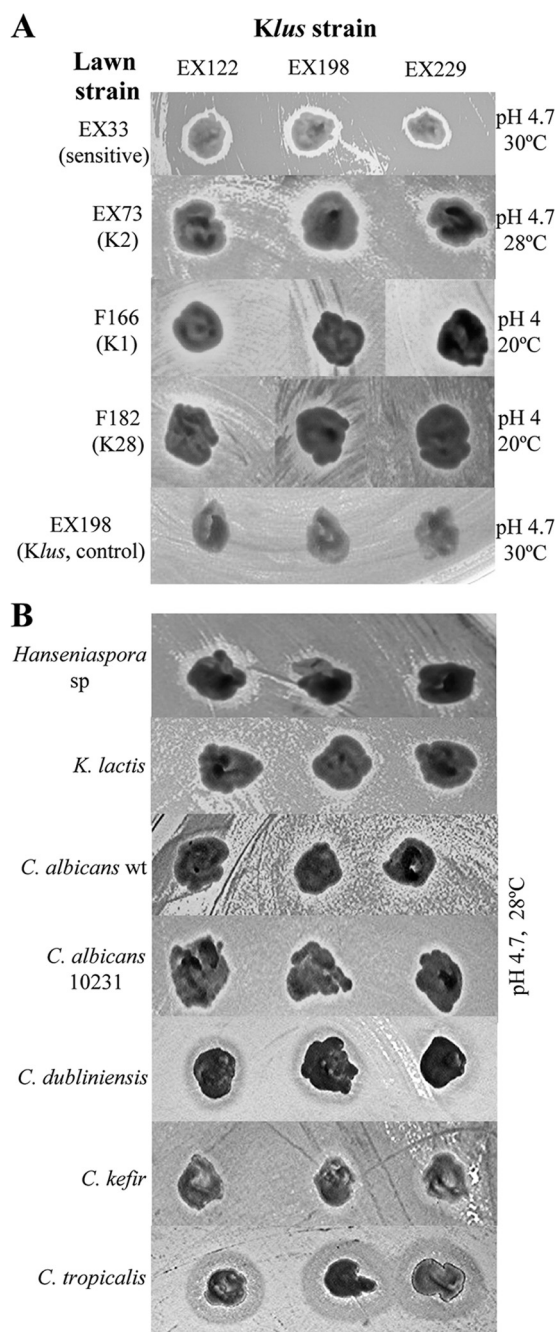 A
Klus strain
Lawn strain
EX122 EX198 EX229
EX33 (sensitive)
pH 4.7 30ºC
EX73 (K2)
pH 4.7 28ºC
F166 (K1)
pH 4 20ºC
F182 (K28)
pH 4 20ºC
EX198 (Klus, control)
pH 4.7 30ºC
B
Hanseniaspora sp
K. lactis
C. albicans wt
C. albicans 10231
C. dubliniensis
C. kefir
C. tropicalis
pH 4.7, 28ºC